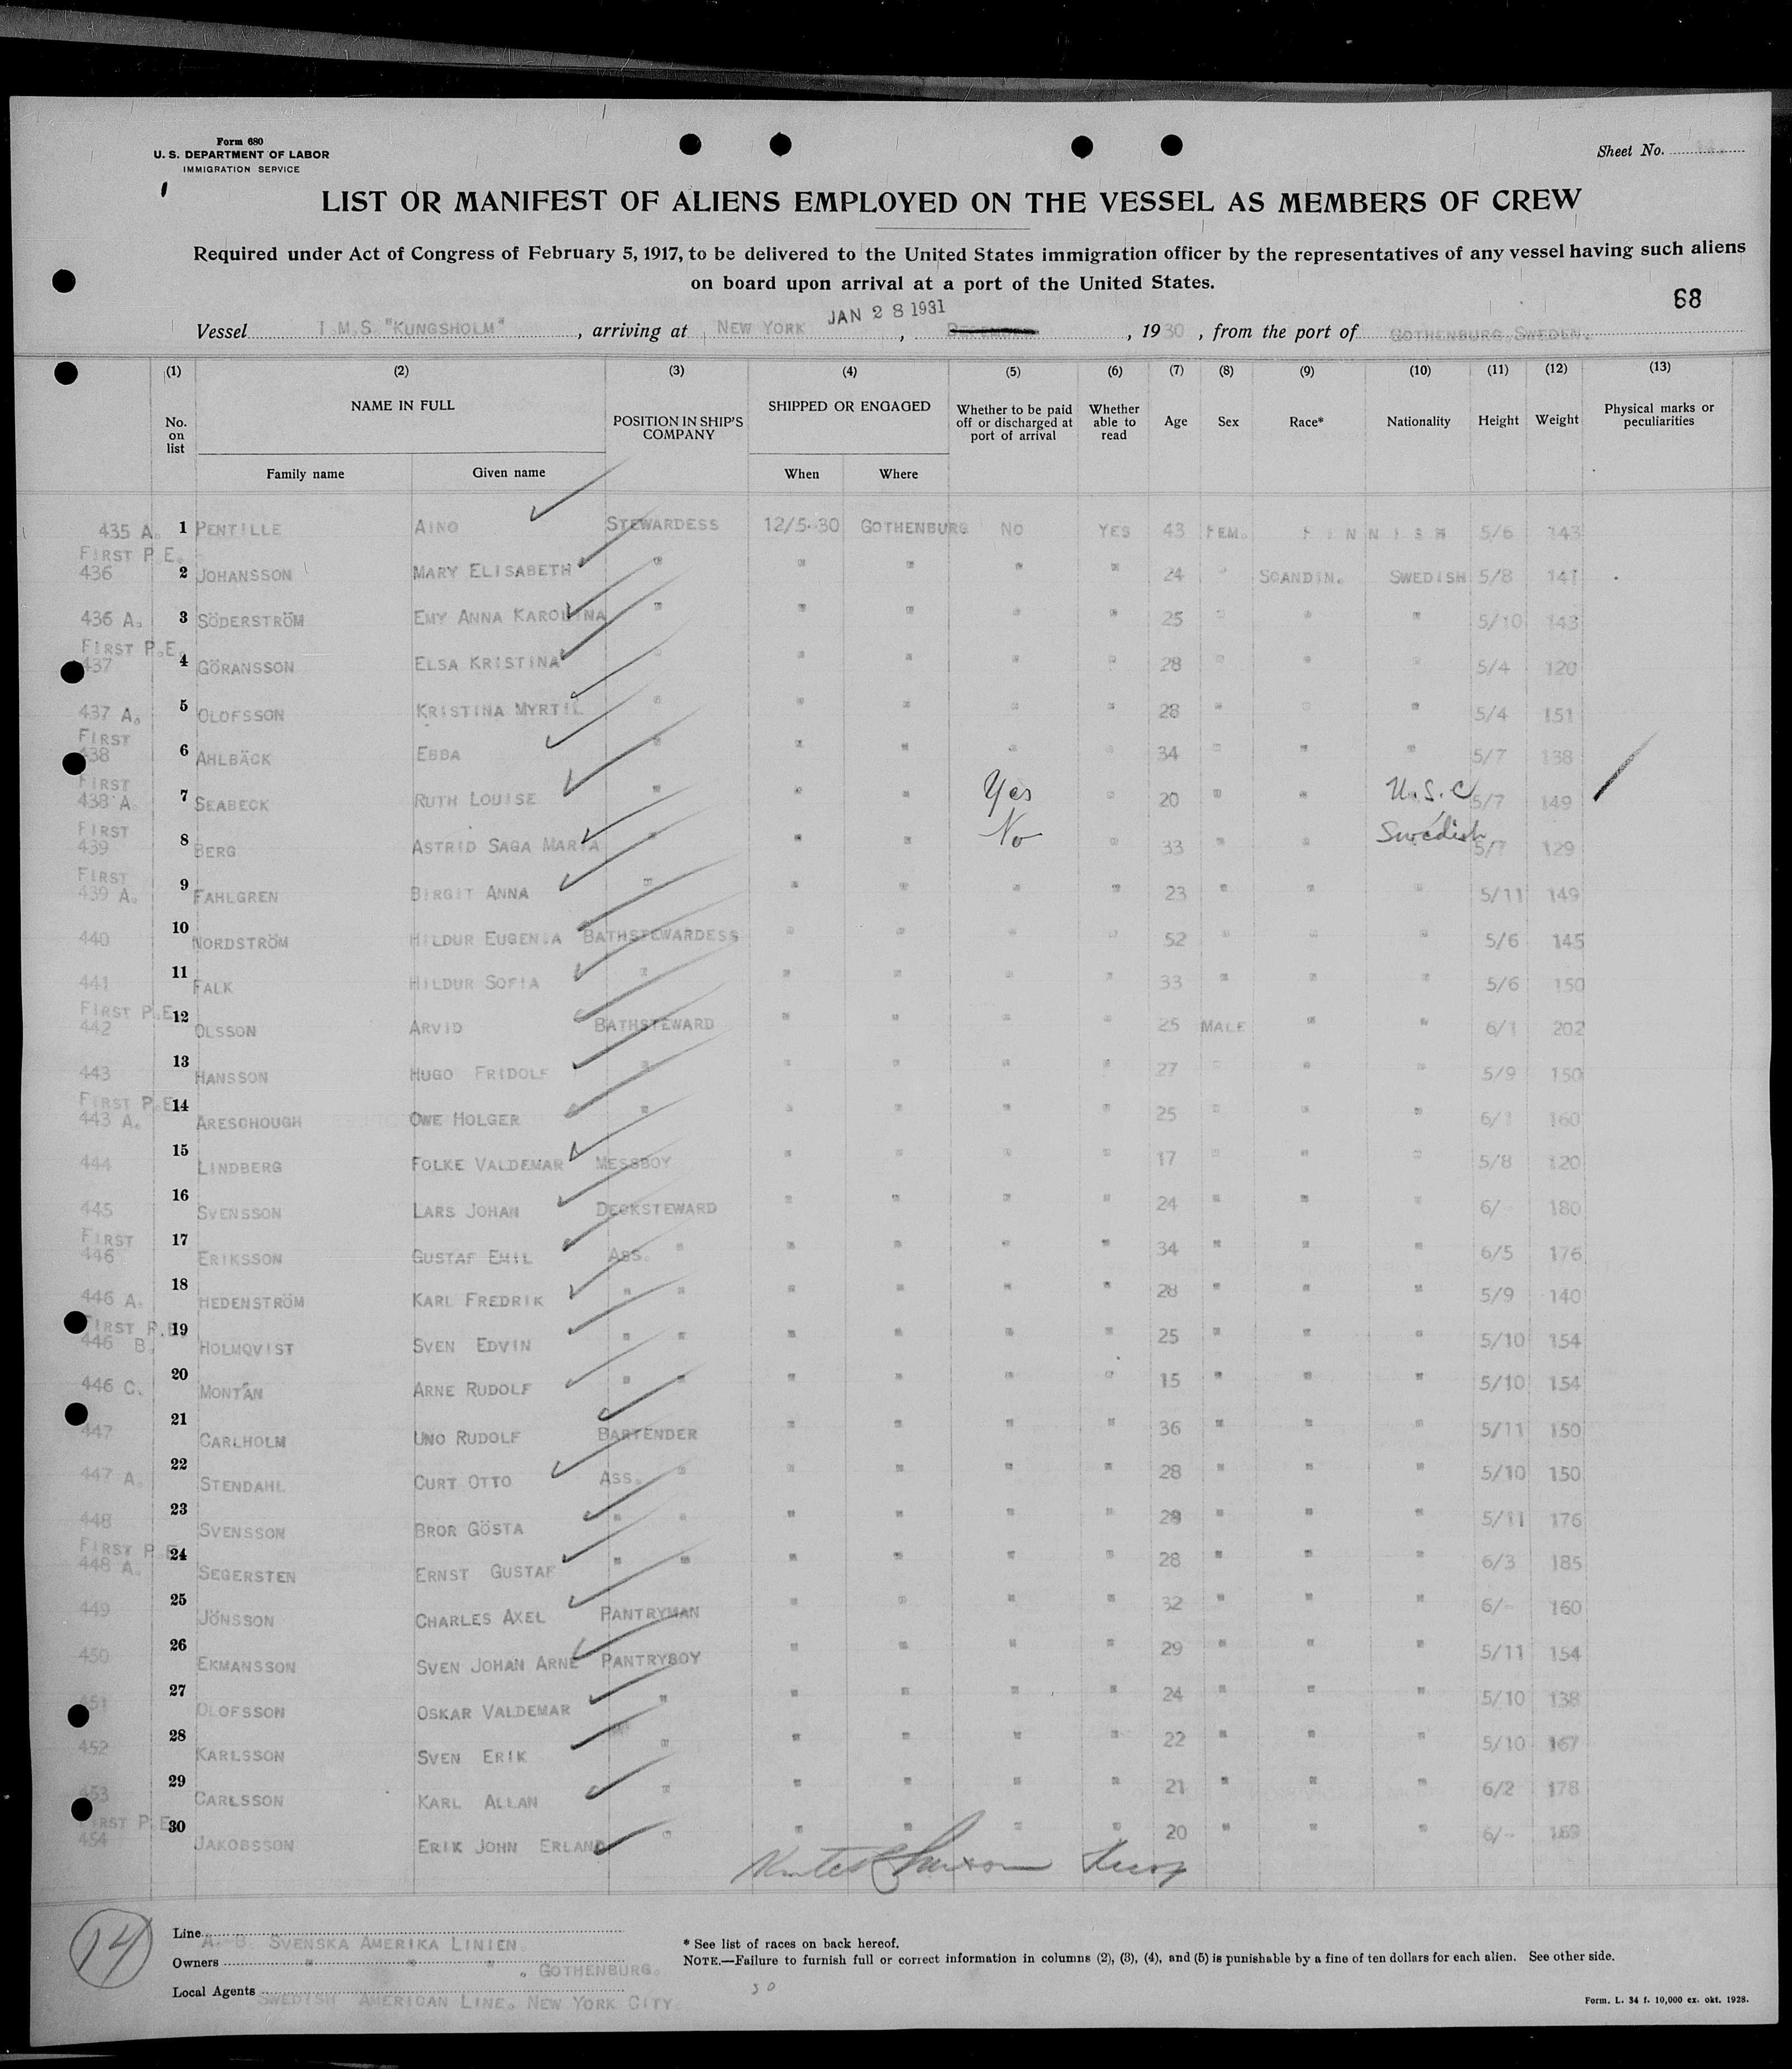 Form 680
U. S. DEPARTMENT OF LABOR
IMMIGRATION SERVICE
Sheet No.
LIST OR MANIFEST OF ALIENS EMPLOYED ON THE VESSEL AS MEMBERS OF CREW
Required under Act of Congress of February 5, 1917, to be delivered to the United States immigration officer by the representatives of any vessel having such aliens
on board upon arrival at a port of the United States.
68
JAN 28 1931
Vessel T.M.S. "KUNGSHOLM", arriving at NEW YORK, DECEMBER, 1930, from the port of GOTHENBURG, SWEDEN.
(1) (2) (3) (4) (5) (6) (7) (8) (9) (10) (11) (12) (13)
No. on list NAME IN FULL POSITION IN SHIP'S COMPANY SHIPPED OR ENGAGED Whether to be paid off or discharged at port of arrival Whether able to read Age Sex Race* Nationality Height Weight Physical marks or peculiarities
Family name Given name When Where
435 A. 1 PENTILLE AINO STEWARDESS 12/5-30 GOTHENBURG NO YES 43 FEM. FINNISH 5/6 143
FIRST P.E.
436 2 JOHANSSON MARY ELISABETH " " " " " 24 " SCANDIN. SWEDISH 5/8 141
436 A. 3 SÖDERSTRÖM EMY ANNA KAROLINA " " " " " 25 " " " 5/10 143
FIRST P.E.
437 4 GÖRANSSON ELSA KRISTINA " " " " " 28 " " " 5/4 120
437 A. 5 OLOFSSON KRISTINA MYRTIL " " " " " 28 " " " 5/4 151
FIRST
438 6 AHLBÄCK EBBA " " " " " 34 " " " 5/7 138
FIRST
438 A. 7 SEABECK RUTH LOUISE " " " Yes " 20 " " U.S.C 5/7 149
FIRST
439 8 BERG ASTRID SAGA MARIA " " " No " 33 " " Swedish 5/7 129
FIRST
439 A. 9 FAHLGREN BIRGIT ANNA " " " " " 23 " " " 5/11 149
440 10 NORDSTRÖM HILDUR EUGENIA BATHSTEWARDESS " " " " 52 " " " 5/6 145
441 11 FALK HILDUR SOFIA " " " " " 33 " " " 5/6 150
FIRST P.E.
442 12 OLSSON ARVID BATHSTEWARD " " " " 25 MALE " " 6/1 202
443 13 HANSSON HUGO FRIDOLF " " " " " 27 " " " 5/9 150
FIRST P.E.
443 A. 14 ARESCHOUGH OWE HOLGER " " " " " 25 " " " 6/1 160
444 15 LINDBERG FOLKE VALDEMAR MESSBOY " " " " 17 " " " 5/8 120
445 16 SVENSSON LARS JOHAN DECKSTEWARD " " " " 24 " " " 6/- 180
FIRST
446 17 ERIKSSON GUSTAF EMIL ASS. " " " " " 34 " " " 6/5 176
446 A. 18 HEDENSTRÖM KARL FREDRIK " " " " " " 28 " " " 5/9 140
FIRST P.E.
446 B. 19 HOLMQVIST SVEN EDVIN " " " " " " 25 " " " 5/10 154
446 C. 20 MONTÁN ARNE RUDOLF " " " " " " 15 " " " 5/10 154
447 21 CARLHOLM UNO RUDOLF BARTENDER " " " " 36 " " " 5/11 150
447 A. 22 STENDAHL CURT OTTO ASS. " " " " " 28 " " " 5/10 150
448 23 SVENSSON BROR GÖSTA " " " " " " " " " 5/11 176
FIRST P.E.
448 A. 24 SEGERSTEN ERNST GUSTAF " " " " " " 28 " " " 6/3 185
449 25 JÖNSSON CHARLES AXEL PANTRYMAN " " " " 32 " " " 6/- 160
450 26 EKMANSSON SVEN JOHAN ARNE PANTRYBOY " " " " 29 " " " 5/11 154
451 27 OLOFSSON OSKAR VALDEMAR " " " " " 24 " " " 5/10 138
452 28 KARLSSON SVEN ERIK " " " " " 22 " " " 5/10 167
453 29 CARLSSON KARL ALLAN " " " " " 21 " " " 6/2 178
FIRST P.E.
454 30 JAKOBSSON ERIK JOHN ERLAND " " " " " 20 " " " 6/-
14
Line A.-B. SVENSKA AMERIKA LINIEN.
Owners " " " , GOTHENBURG.
Local Agents SWEDISH AMERICAN LINE. NEW YORK CITY
* See list of races on back hereof.
NOTE.—Failure to furnish full or correct information in columns (2), (3), (4), and (5) is punishable by a fine of ten dollars for each alien. See other side.
30
Form. L. 34 f. 10,000 ex. okt. 1928.